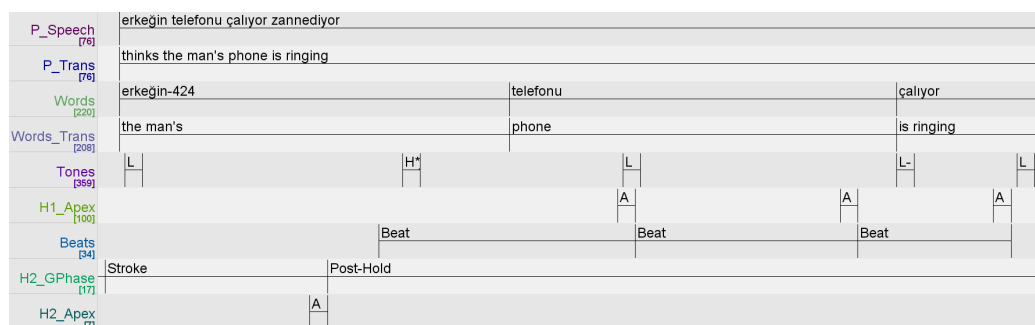 P_Speech [76] erkeğin telefonu çalıyor zannediyor
P_Trans [76] thinks the man's phone is ringing
Words [220] erkeğin-424 telefonu çalıyor
Words_Trans [208] the man's phone is ringing
Tones [359] L H* L L- L
H1_Apex [100] A A A
Beats [34] Beat Beat Beat
H2_GPhase [17] Stroke Post-Hold
H2_Apex A